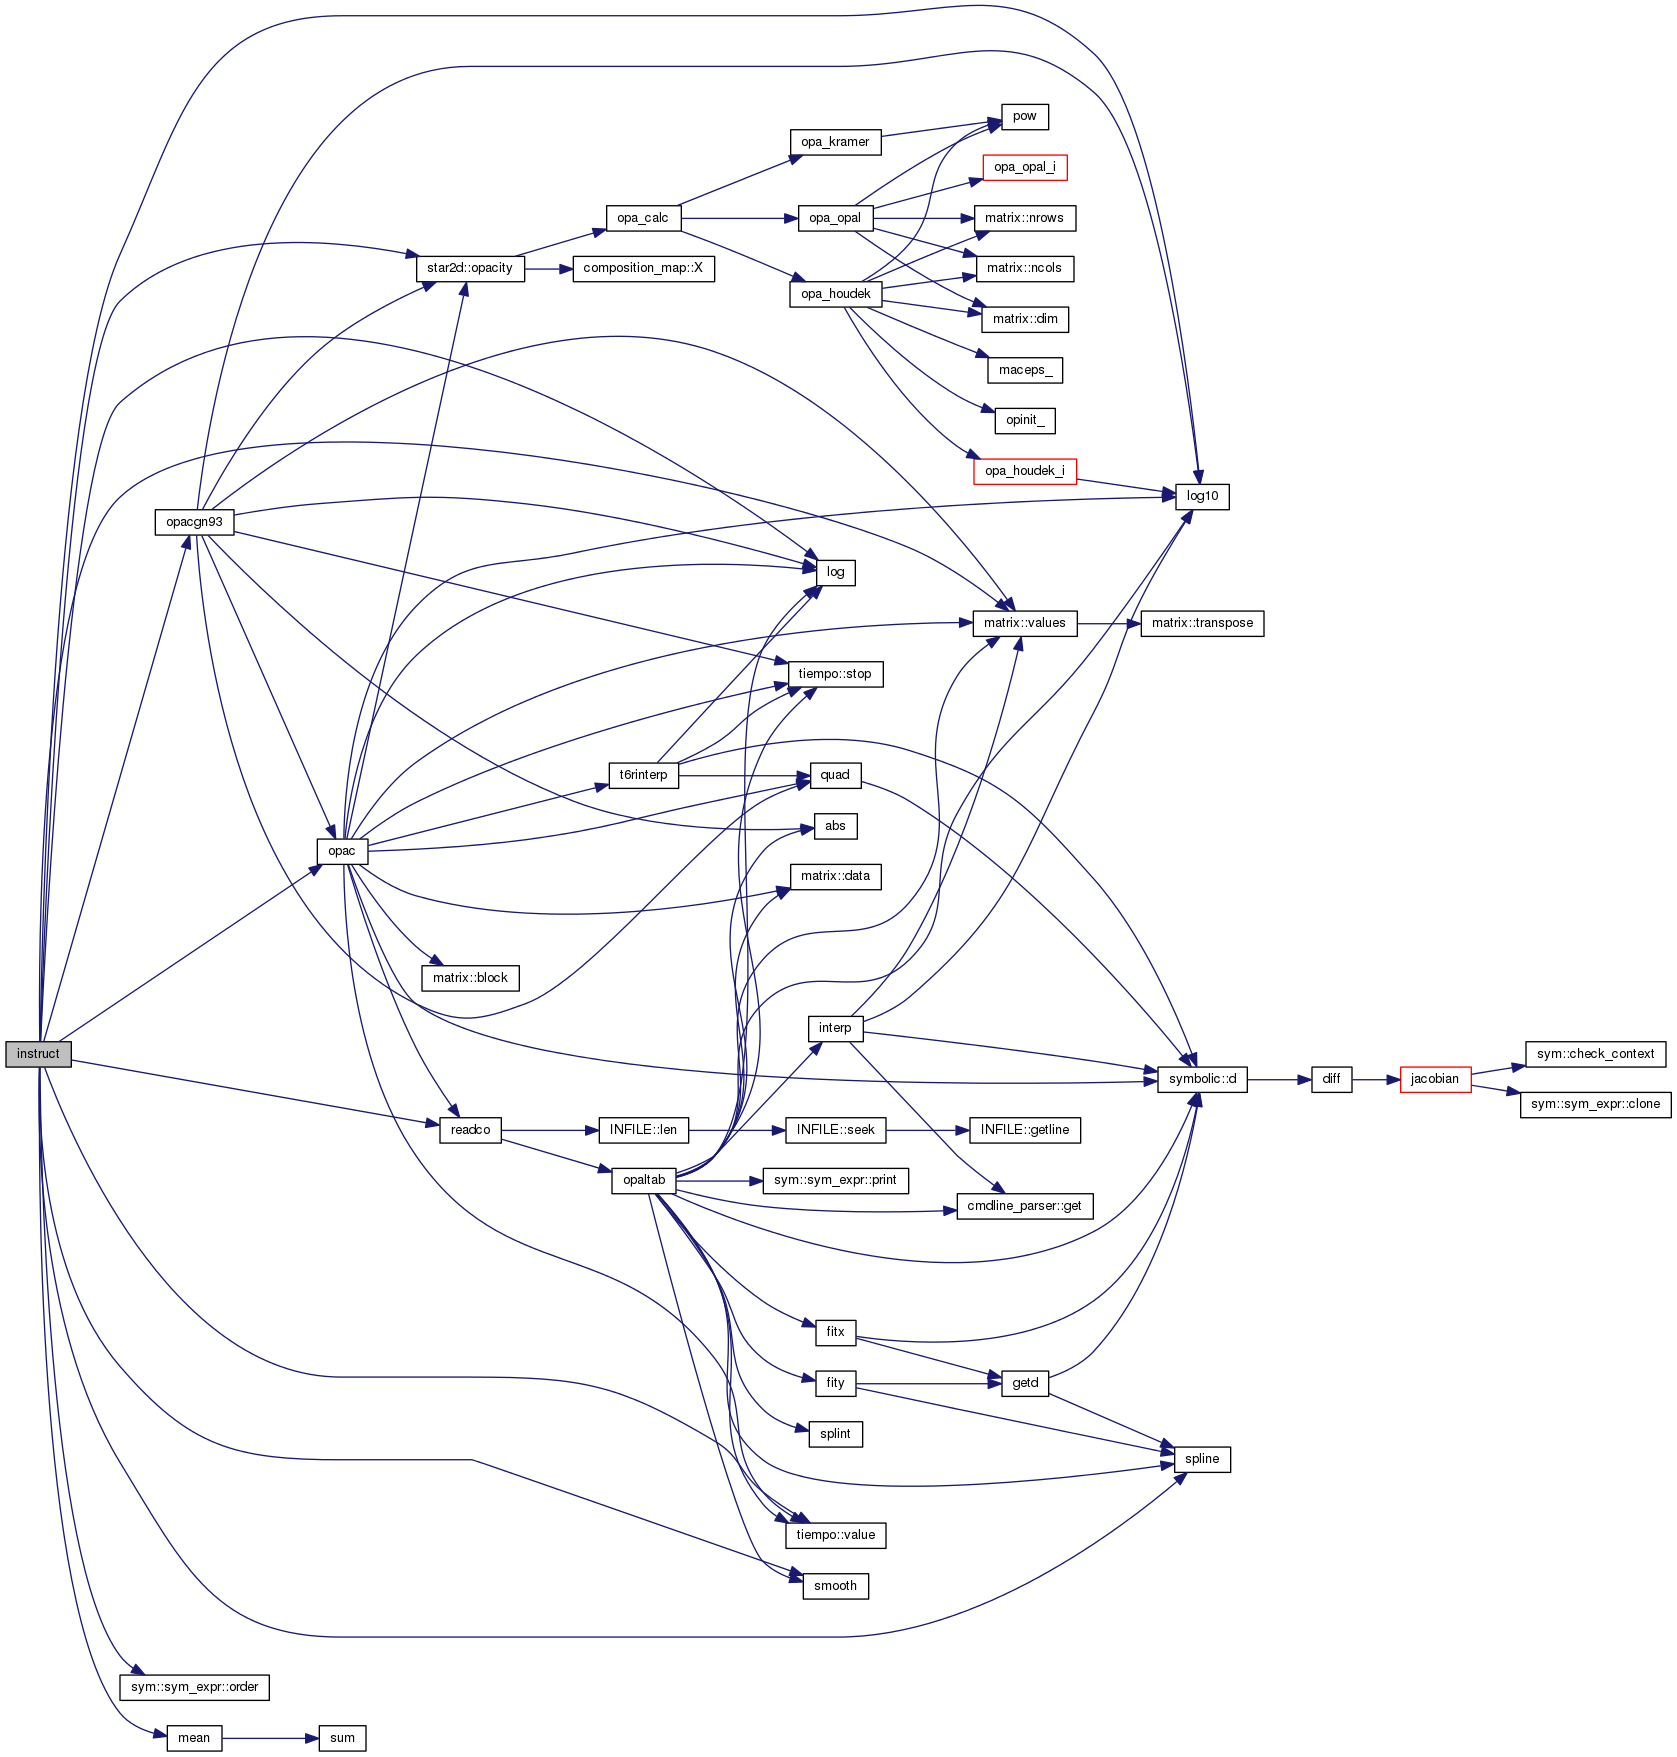 pow
opa_kramer
opa_opal_i
opa_calc
opa_opal
matrix::nrows
star2d::opacity
composition_map::X
matrix::ncols
opa_houdek
matrix::dim
maceps_
opinit_
opa_houdek_i
log10
opacgn93
log
matrix::values
matrix::transpose
tiempo::stop
t6rinterp
quad
abs
opac
matrix::data
matrix::block
interp
instruct
sym::check_context
symbolic::d
diff
jacobian
sym::sym_expr::clone
readco
INFILE::len
INFILE::seek
INFILE::getline
opaltab
sym::sym_expr::print
cmdline_parser::get
fitx
fity
getd
splint
spline
tiempo::value
smooth
sym::sym_expr::order
mean
sum